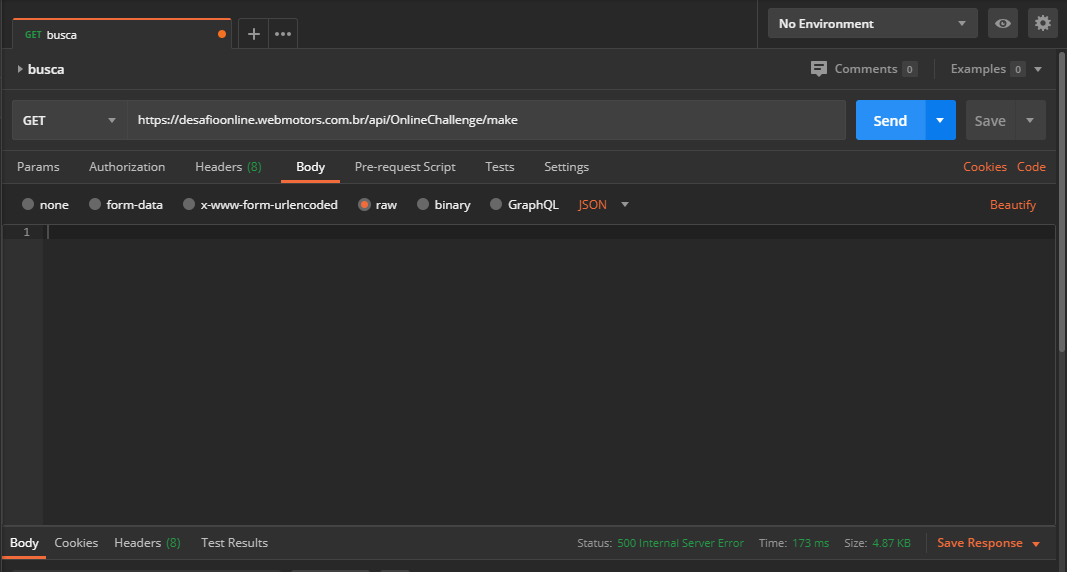 GET busca
No Environment
busca
Comments 0
Examples 0
GET
https://desafioonline.webmotors.com.br/api/OnlineChallenge/make
Send
Save
Params Authorization Headers (8) Body Pre-request Script Tests Settings Cookies Code
none form-data x-www-form-urlencoded raw binary GraphQL JSON Beautify
1
Body Cookies Headers (8) Test Results Status: 500 Internal Server Error Time: 173 ms Size: 4.87 KB Save Response